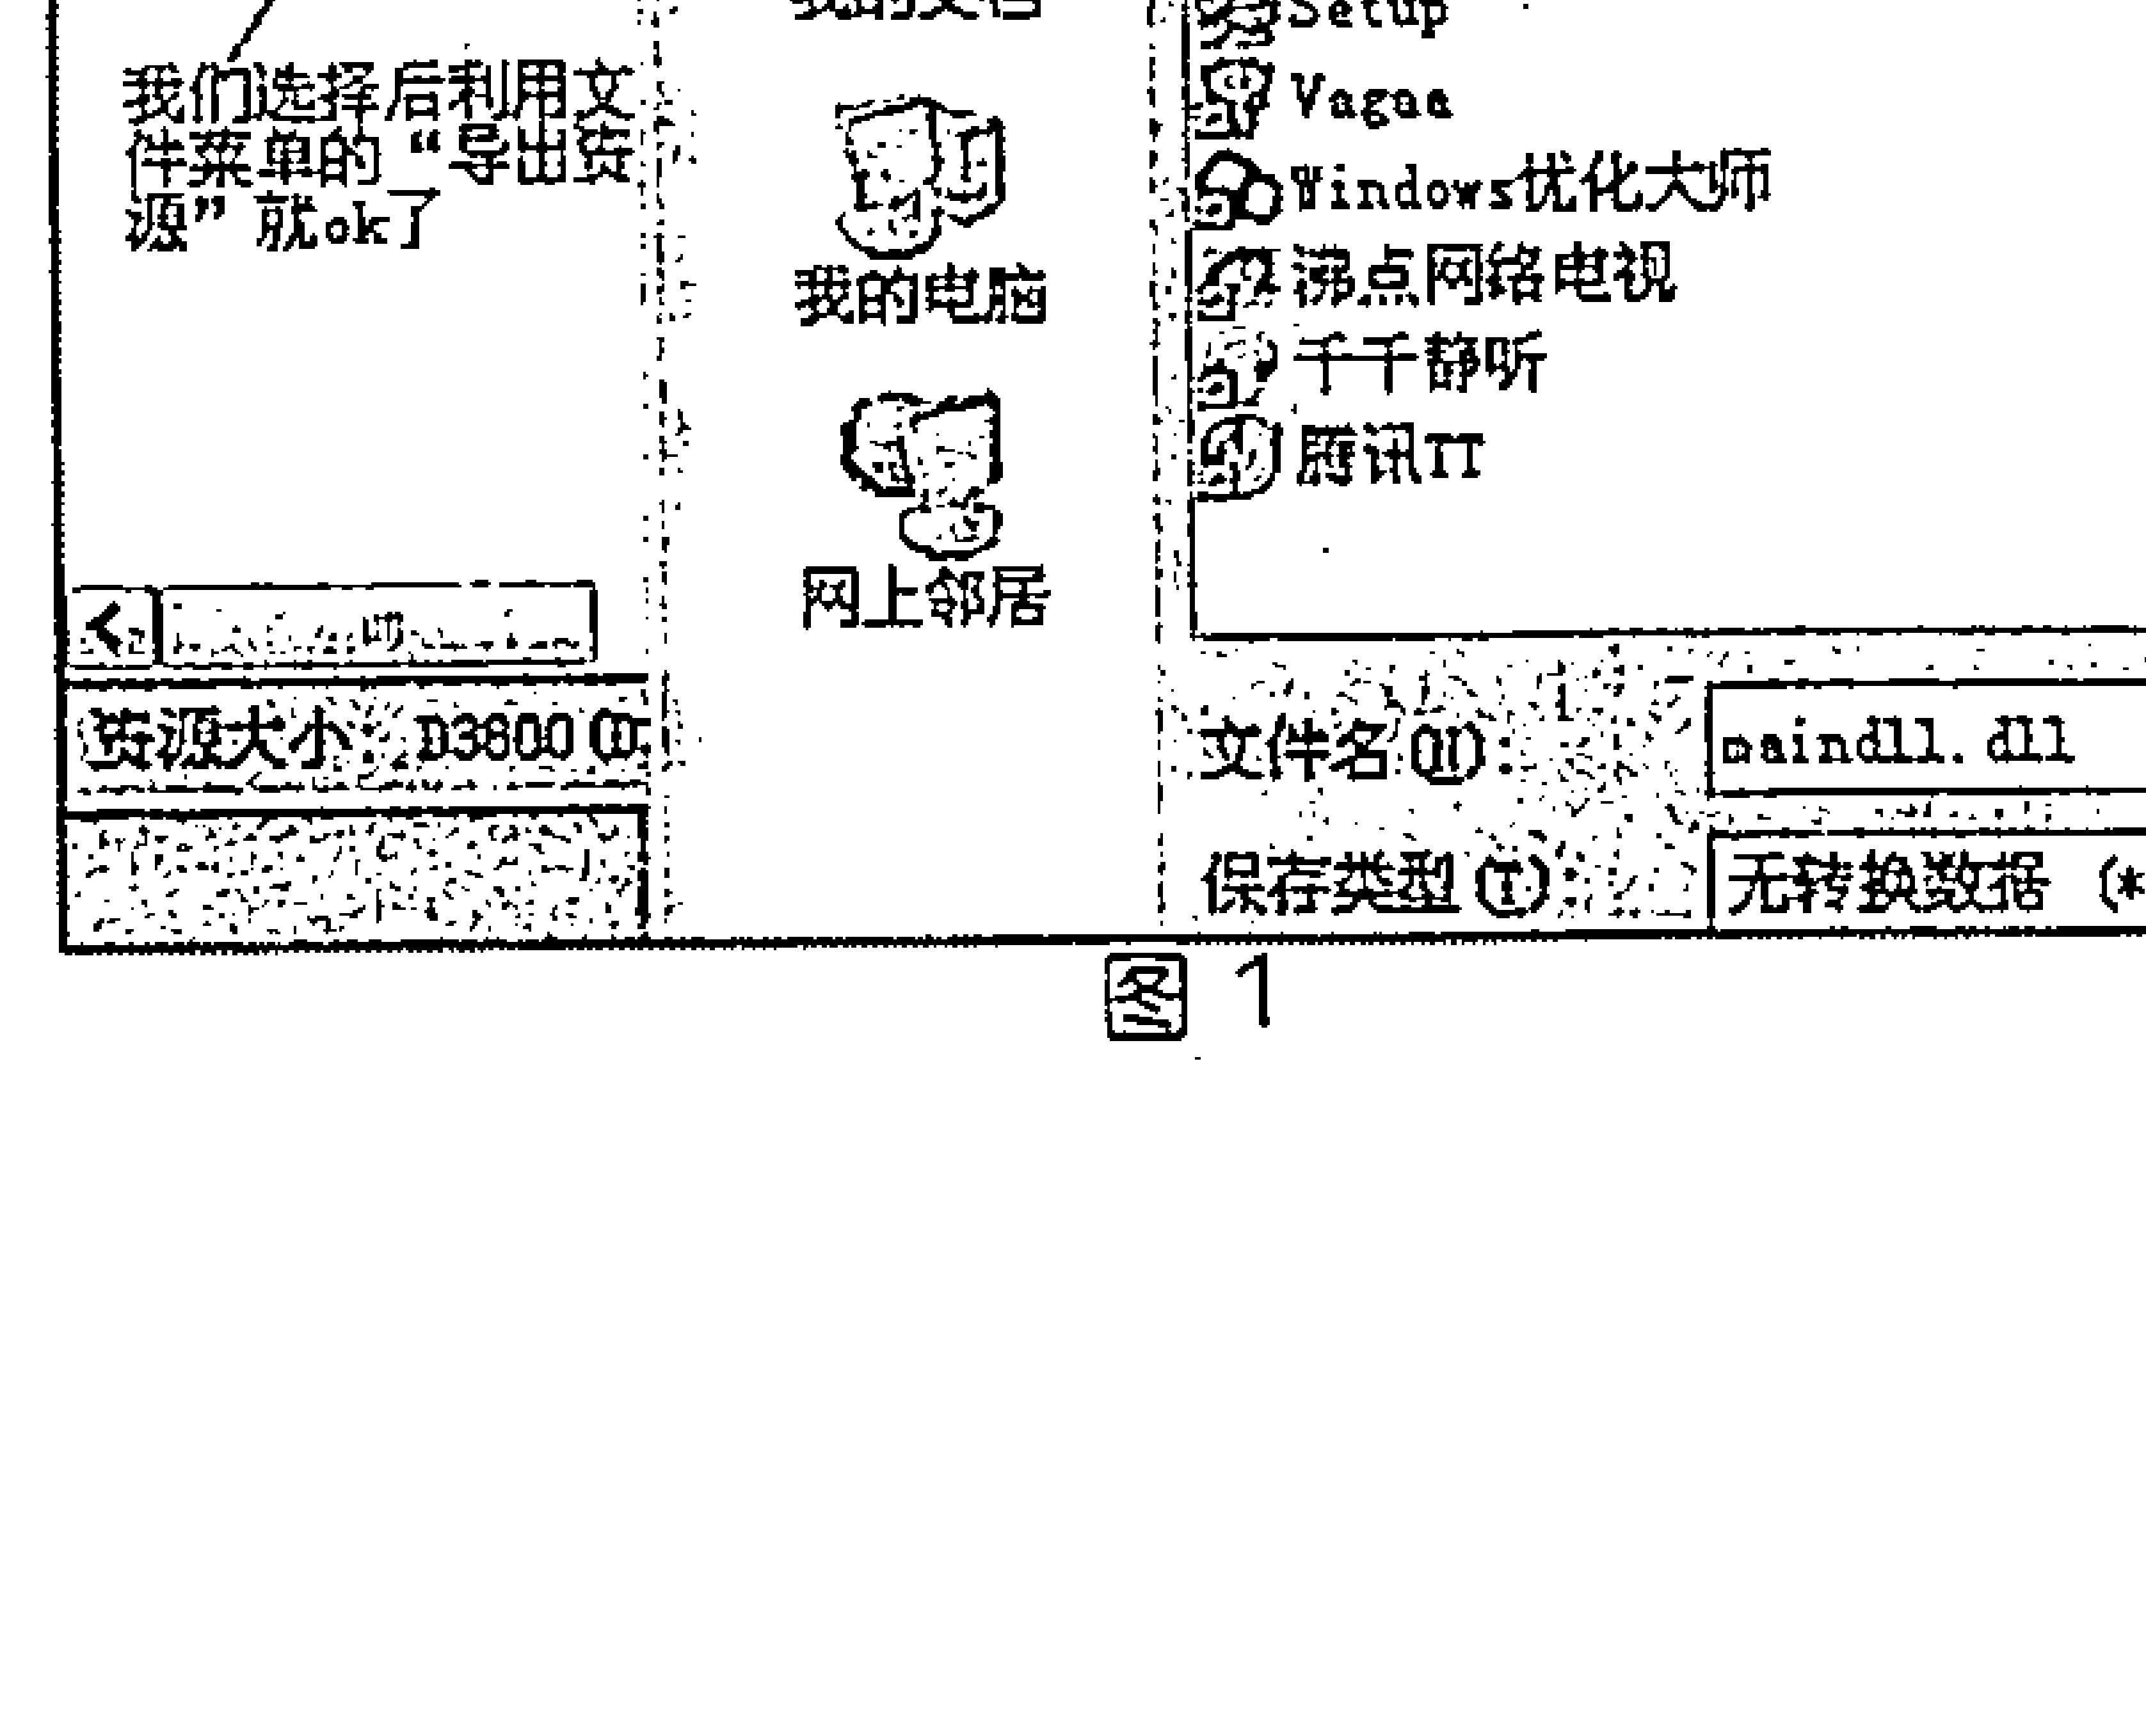 我的文档
Setup
我们选择后利用文
件菜单的“导出资
源”就ok了
Vagaa
Windows优化大师
沸点网络电视
我的电脑
千千静听
腾讯TT
网上邻居
资源大小: D3600 (
文件名(N):
maindll.dll
保存类型(T):
无转换数据 (*
图 1